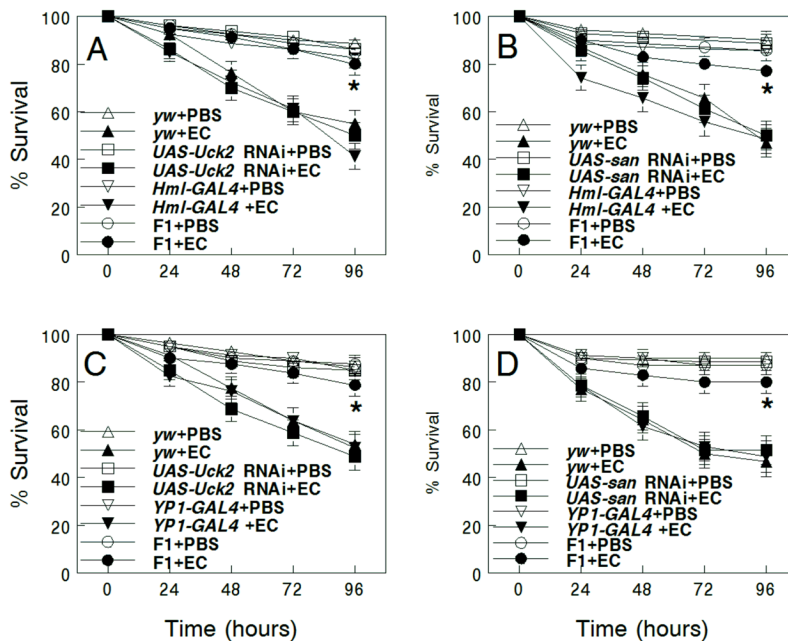 A
% Survival
100
80
60
40
20
0
0 24 48 72 96
yw+PBS
yw+EC
UAS-Uck2 RNAi+PBS
UAS-Uck2 RNAi+EC
Hml-GAL4+PBS
Hml-GAL4 +EC
F1+PBS
F1+EC
*
B
% Survival
100
80
60
40
20
0
0 24 48 72 96
yw+PBS
yw+EC
UAS-san RNAi+PBS
UAS-san RNAi+EC
Hml-GAL4+PBS
Hml-GAL4 +EC
F1+PBS
F1+EC
*
C
% Survival
100
80
60
40
20
0
0 24 48 72 96
yw+PBS
yw+EC
UAS-Uck2 RNAi+PBS
UAS-Uck2 RNAi+EC
YP1-GAL4+PBS
YP1-GAL4 +EC
F1+PBS
F1+EC
*
Time (hours)
D
% Survival
100
80
60
40
20
0
0 24 48 72 96
yw+PBS
yw+EC
UAS-san RNAi+PBS
UAS-san RNAi+EC
YP1-GAL4+PBS
YP1-GAL4 +EC
F1+PBS
F1+EC
*
Time (hours)